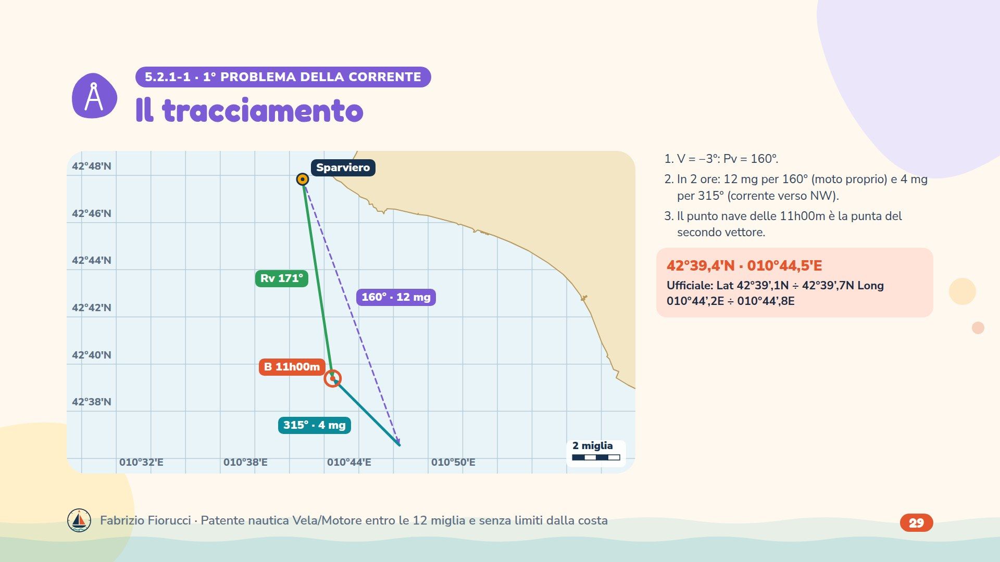 5.2.1-1 · 1° PROBLEMA DELLA CORRENTE
Il tracciamento
42°48'N
42°46'N
42°44'N
42°42'N
42°40'N
42°38'N
010°32'E
010°38'E
010°44'E
010°50'E
Sparviero
Rv 171°
160° · 12 mg
B 11h00m
315° · 4 mg
2 miglia
1. V = −3°: Pv = 160°.
2. In 2 ore: 12 mg per 160° (moto proprio) e 4 mg
per 315° (corrente verso NW).
3. Il punto nave delle 11h00m è la punta del
secondo vettore.
42°39,4'N · 010°44,5'E
Ufficiale: Lat 42°39’,1N ÷ 42°39’,7N Long
010°44’,2E ÷ 010°44’,8E
Fabrizio Fiorucci · Patente nautica Vela/Motore entro le 12 miglia e senza limiti dalla costa
29